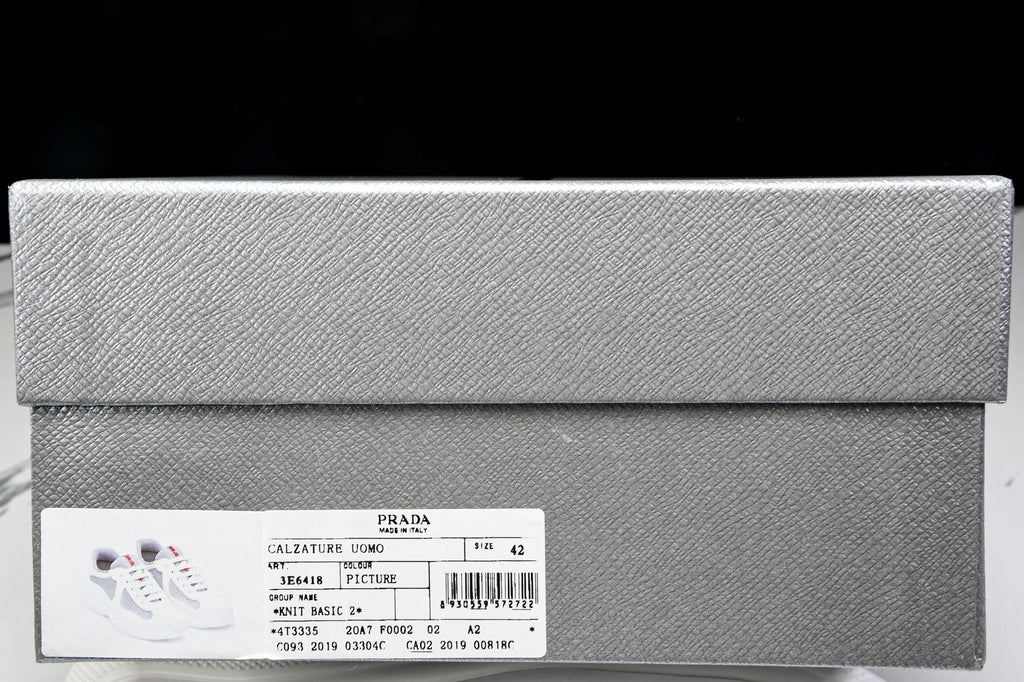 PRADA
MADE IN ITALY
CALZATURE UOMO
SIZE 42
ART. 3E6418
COLOUR PICTURE
GROUP NAME
*KNIT BASIC 2*
8 930559 572722
*4T3335 20A7 F0002 02 A2 *
C093 2019 03304C CA02 2019 00818C